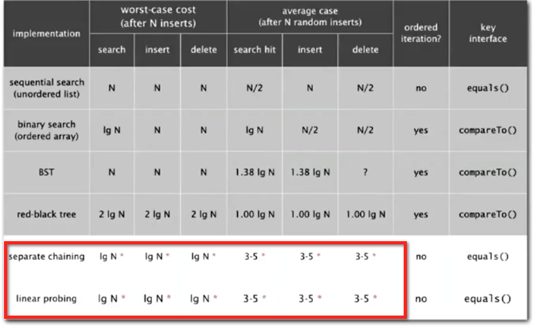 implementation worst-case cost (after N inserts) average case (after N random inserts) ordered iteration? key interface
search insert delete search hit insert delete
sequential search (unordered list) N N N N/2 N N/2 no equals()
binary search (ordered array) lg N N N lg N N/2 N/2 yes compareTo()
BST N N N 1.38 lg N 1.38 lg N ? yes compareTo()
red-black tree 2 lg N 2 lg N 2 lg N 1.00 lg N 1.00 lg N 1.00 lg N yes compareTo()
separate chaining lg N * lg N * lg N * 3-5 * 3-5 * 3-5 * no equals()
linear probing lg N * lg N * lg N * 3-5 * 3-5 * 3-5 * no equals()